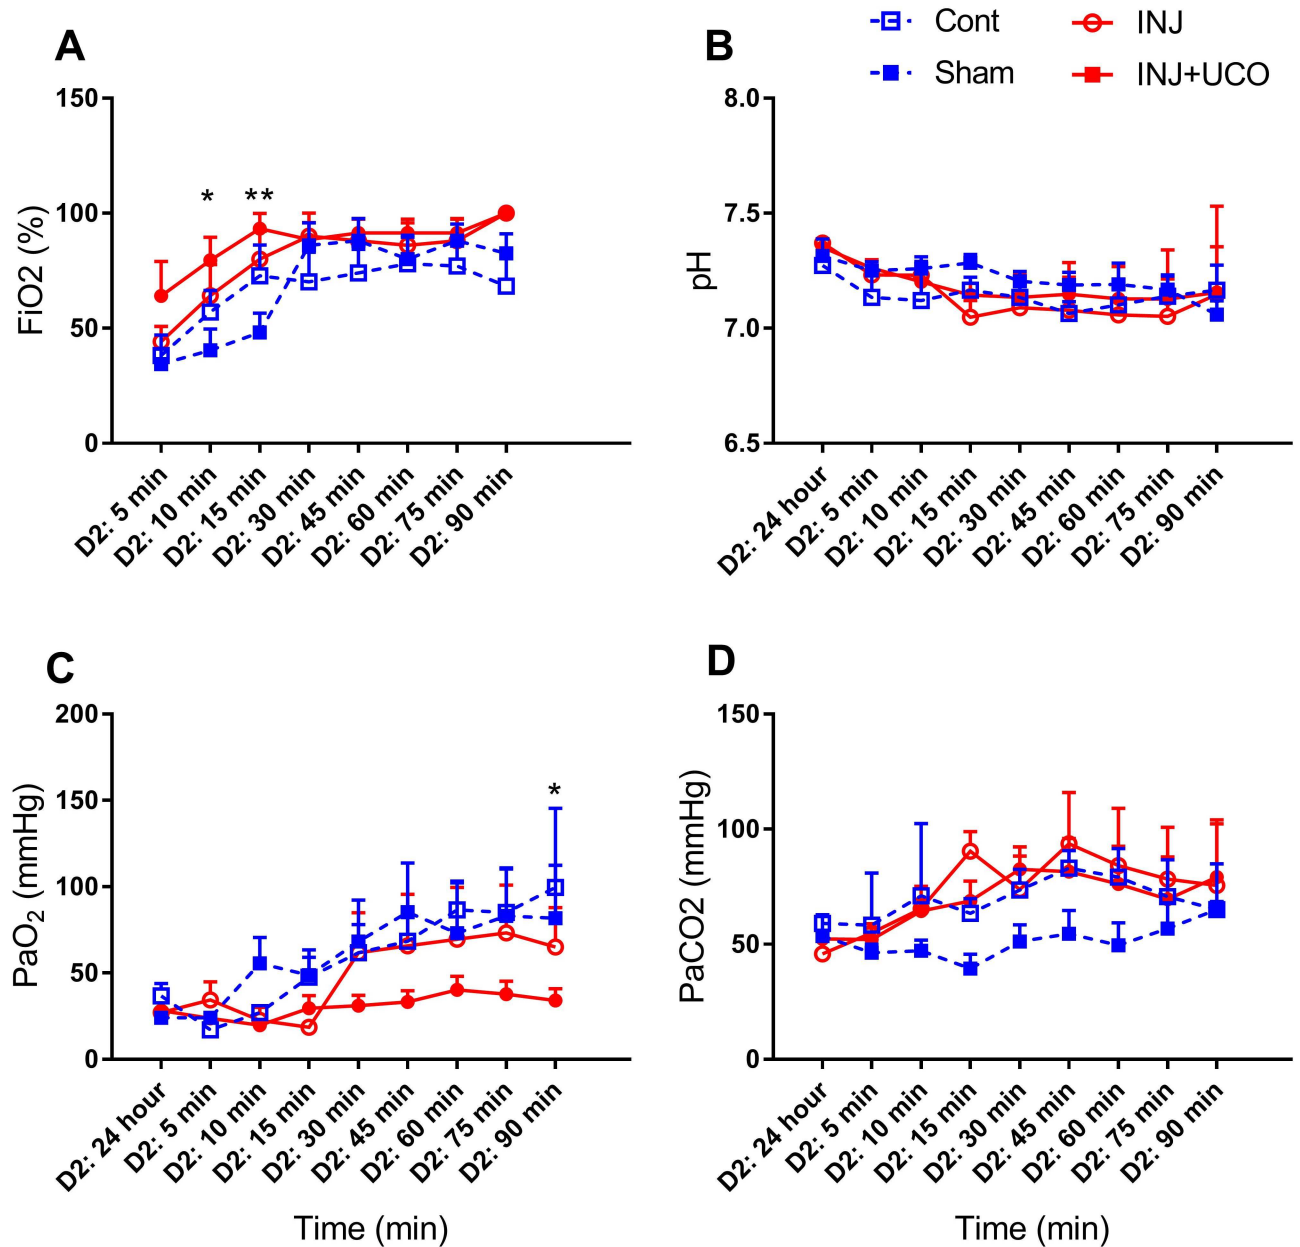 A
B
Cont
INJ
Sham
INJ+UCO
FiO2 (%)
150
100
50
0
*
**
D2: 5 min
D2: 10 min
D2: 15 min
D2: 30 min
D2: 45 min
D2: 60 min
D2: 75 min
D2: 90 min
pH
8.0
7.5
7.0
6.5
D2: 24 hour
D2: 5 min
D2: 10 min
D2: 15 min
D2: 30 min
D2: 45 min
D2: 60 min
D2: 75 min
D2: 90 min
C
PaO₂ (mmHg)
200
150
100
50
0
*
D2: 24 hour
D2: 5 min
D2: 10 min
D2: 15 min
D2: 30 min
D2: 45 min
D2: 60 min
D2: 75 min
D2: 90 min
Time (min)
D
PaCO2 (mmHg)
150
100
50
0
D2: 24 hour
D2: 5 min
D2: 10 min
D2: 15 min
D2: 30 min
D2: 45 min
D2: 60 min
D2: 75 min
D2: 90 min
Time (min)